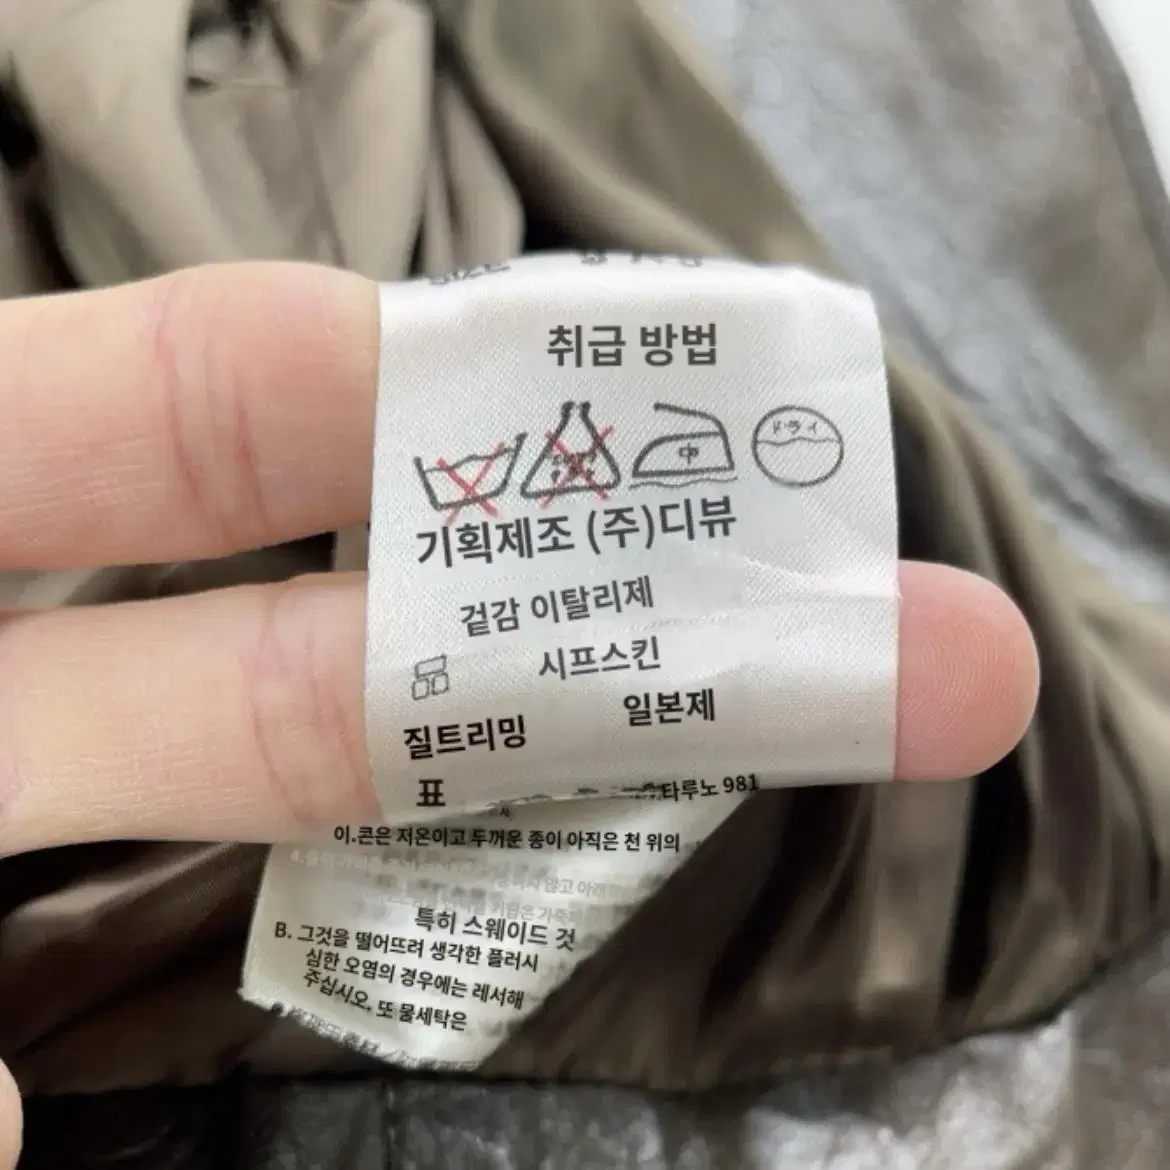 취급 방법
中
ドライ
기획제조 (주)디뷰
겉감 이탈리제
시프스킨
일본제
질트리밍
표
타루노 981
이.콘은 저온이고 두꺼운 종이 아직은 천 위의
않고 아래
특히 스웨이드 것
B. 그것을 떨어뜨려 생각한 플러시
심한 오염의 경우에는 레서해
주십시오. 또 물세탁은